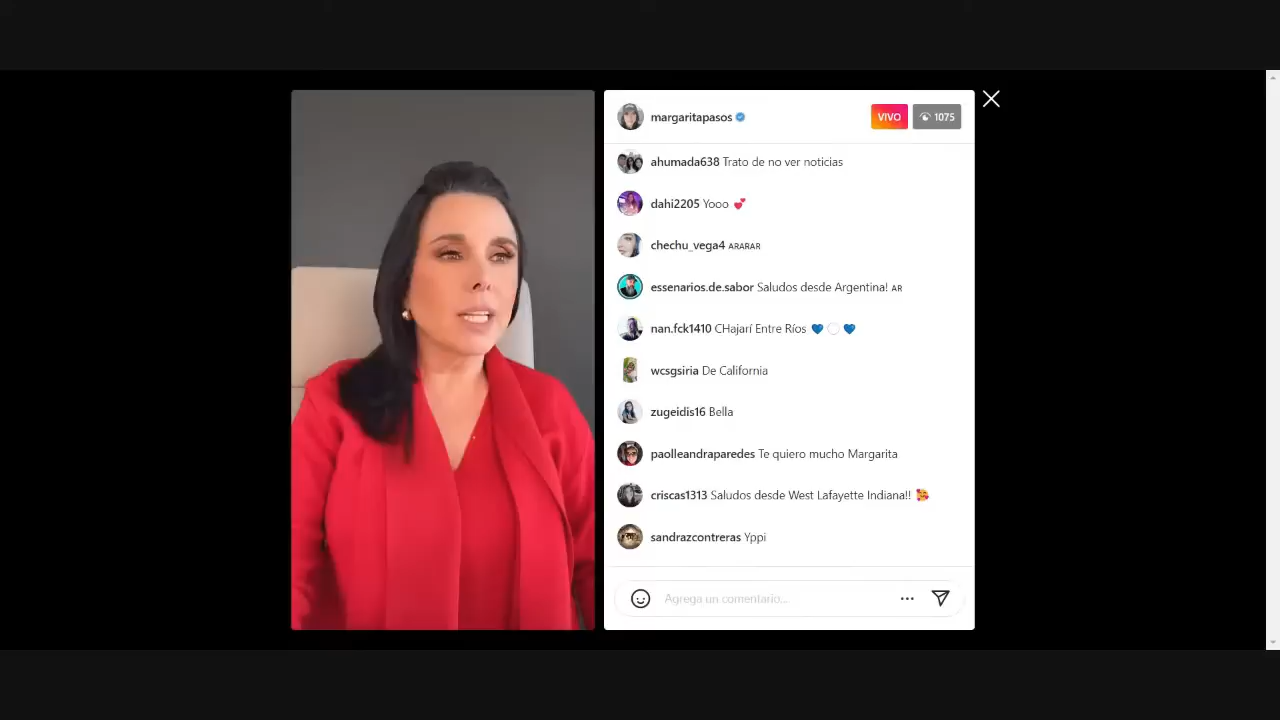 margaritapasos
VIVO
1075
ahumada638 Trato de no ver noticias
dahi2205 Yooo 💕
chechu_vega4 ARARAR
essenarios.de.sabor Saludos desde Argentina! AR
nan.fck1410 CHajarí Entre Ríos 💙🤍💙
wcsgsiria De California
zugeidis16 Bella
paolleandraparedes Te quiero mucho Margarita
criscas1313 Saludos desde West Lafayette Indiana!! 🥰
sandrazcontreras Yppi
Agrega un comentario...